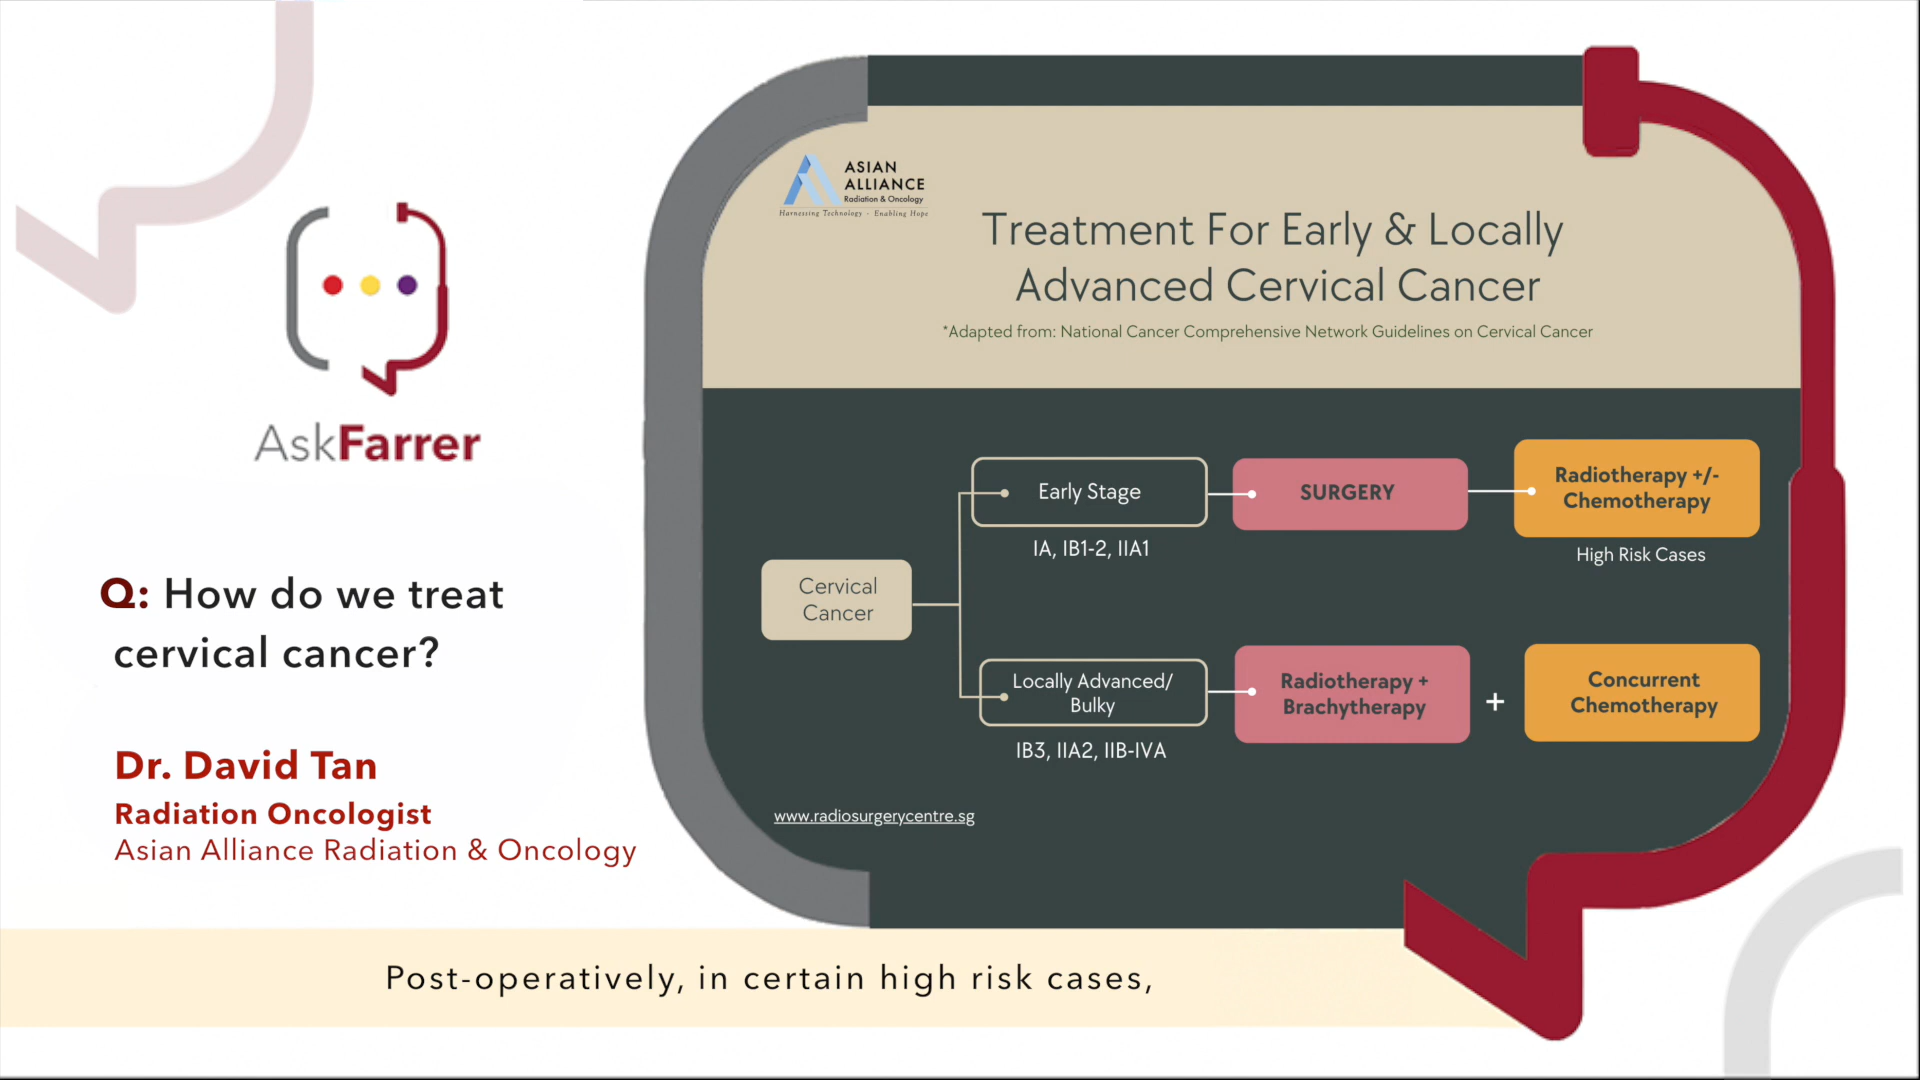 AskFarrer
Q: How do we treat
cervical cancer?
Dr. David Tan
Radiation Oncologist
Asian Alliance Radiation & Oncology
ASIAN
ALLIANCE
Radiation & Oncology
Harnessing Technology - Enabling Hope
Treatment For Early & Locally
Advanced Cervical Cancer
*Adapted from: National Cancer Comprehensive Network Guidelines on Cervical Cancer
Cervical
Cancer
Early Stage
IA, IB1-2, IIA1
SURGERY
Radiotherapy +/-
Chemotherapy
High Risk Cases
Locally Advanced/
Bulky
IB3, IIA2, IIB-IVA
Radiotherapy +
Brachytherapy
+
Concurrent
Chemotherapy
www.radiosurgerycentre.sg
Post-operatively, in certain high risk cases,